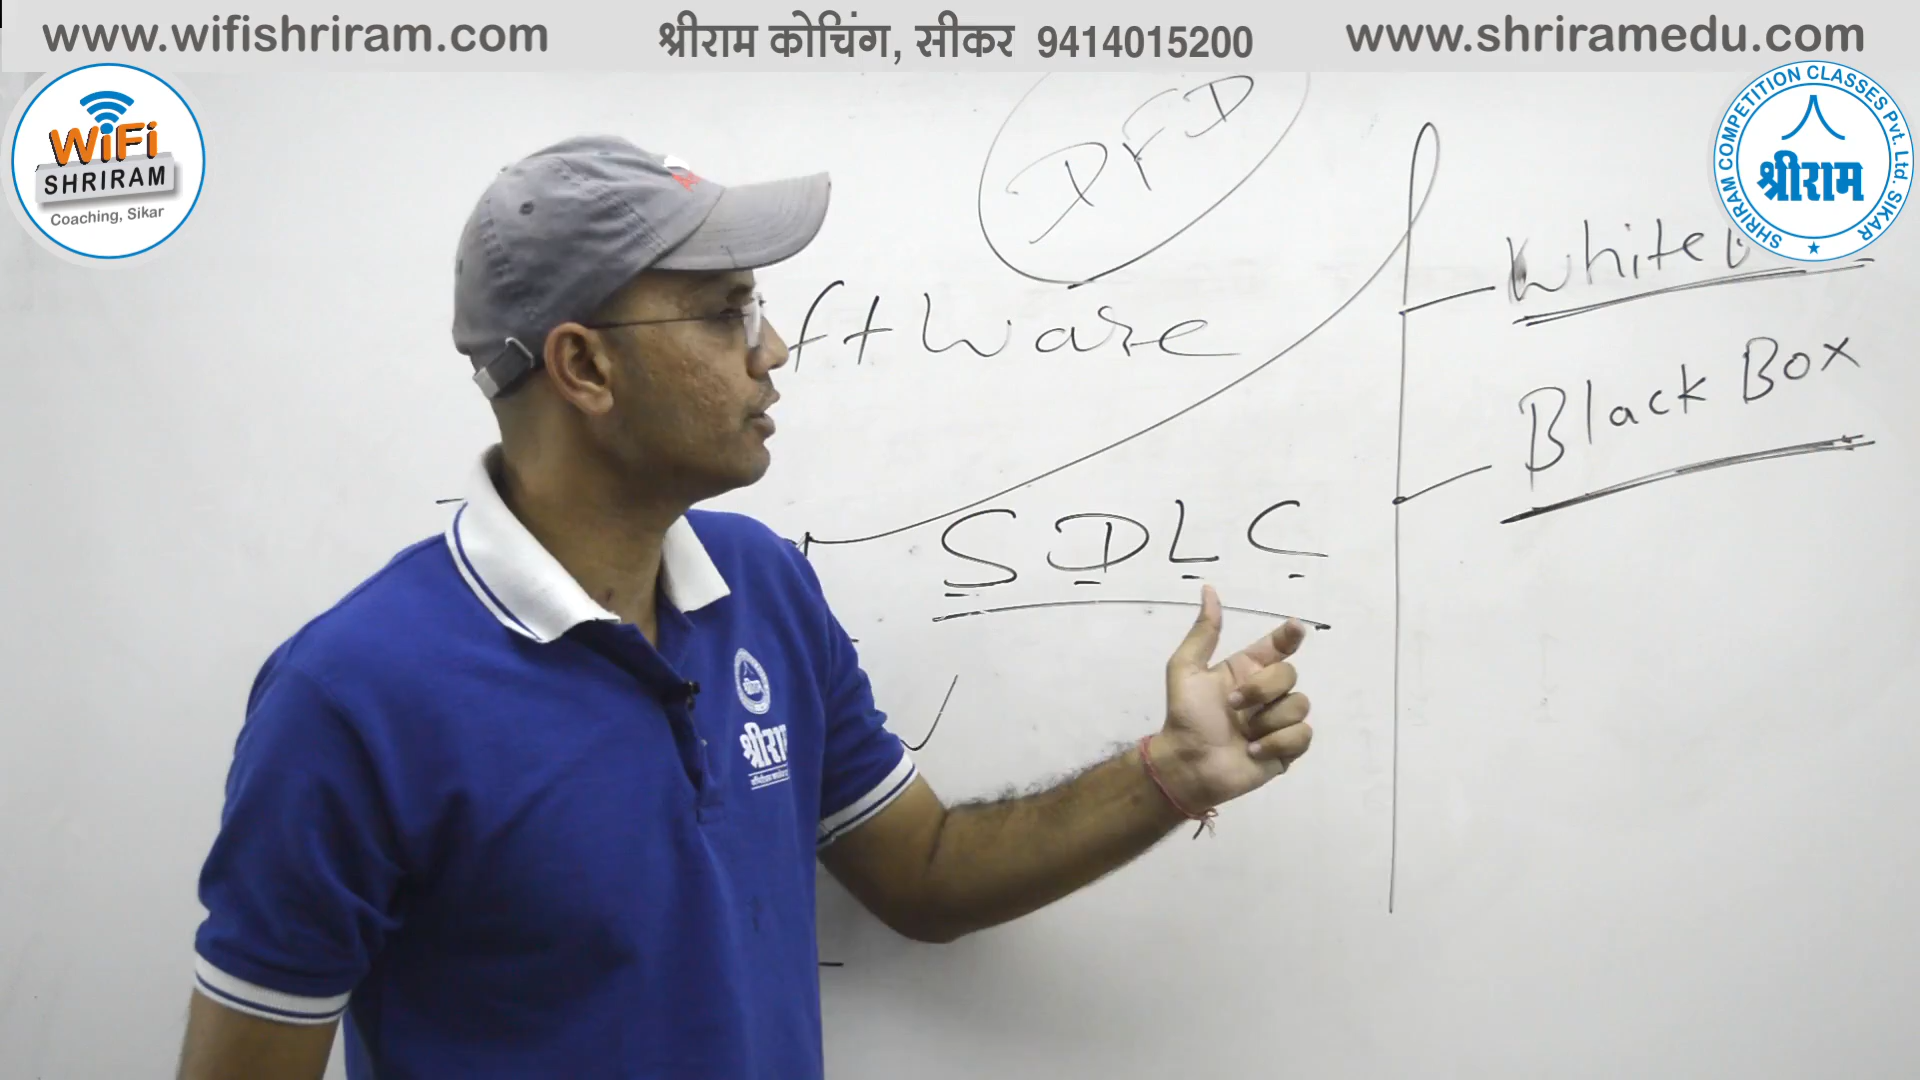 www.wifishriram.com
श्रीराम कोचिंग, सीकर 9414015200
www.shriramedu.com
WiFi
SHRIRAM
Coaching, Sikar
SHRIRAM COMPETITION CLASSES Pvt. Ltd. SIKAR
श्रीराम
DFD
White
ftware
Black Box
SDLC
श्रीरा